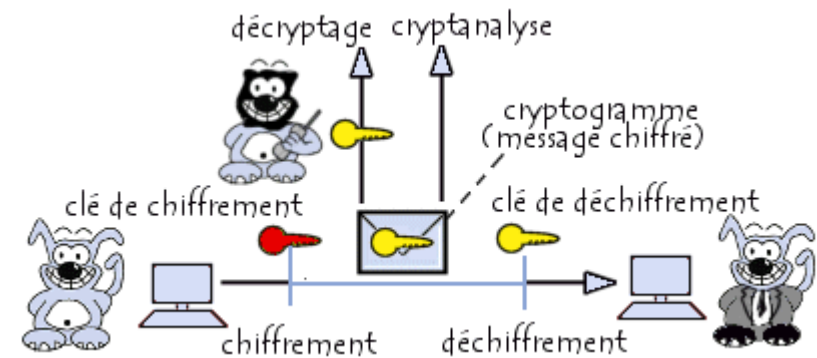 décryptage cryptanalyse
cryptogramme
(message chiffré)
clé de chiffrement
clé de déchiffrement
chiffrement
déchiffrement